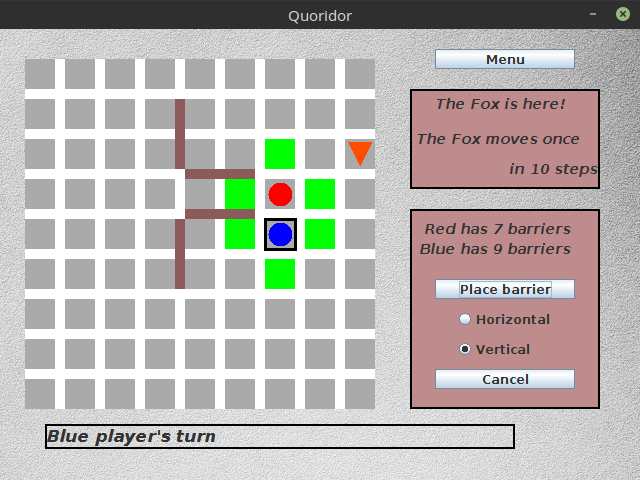 Quoridor
Menu
The Fox is here!
The Fox moves once
in 10 steps
Red has 7 barriers
Blue has 9 barriers
Place barrier
Horizontal
Vertical
Cancel
Blue player's turn